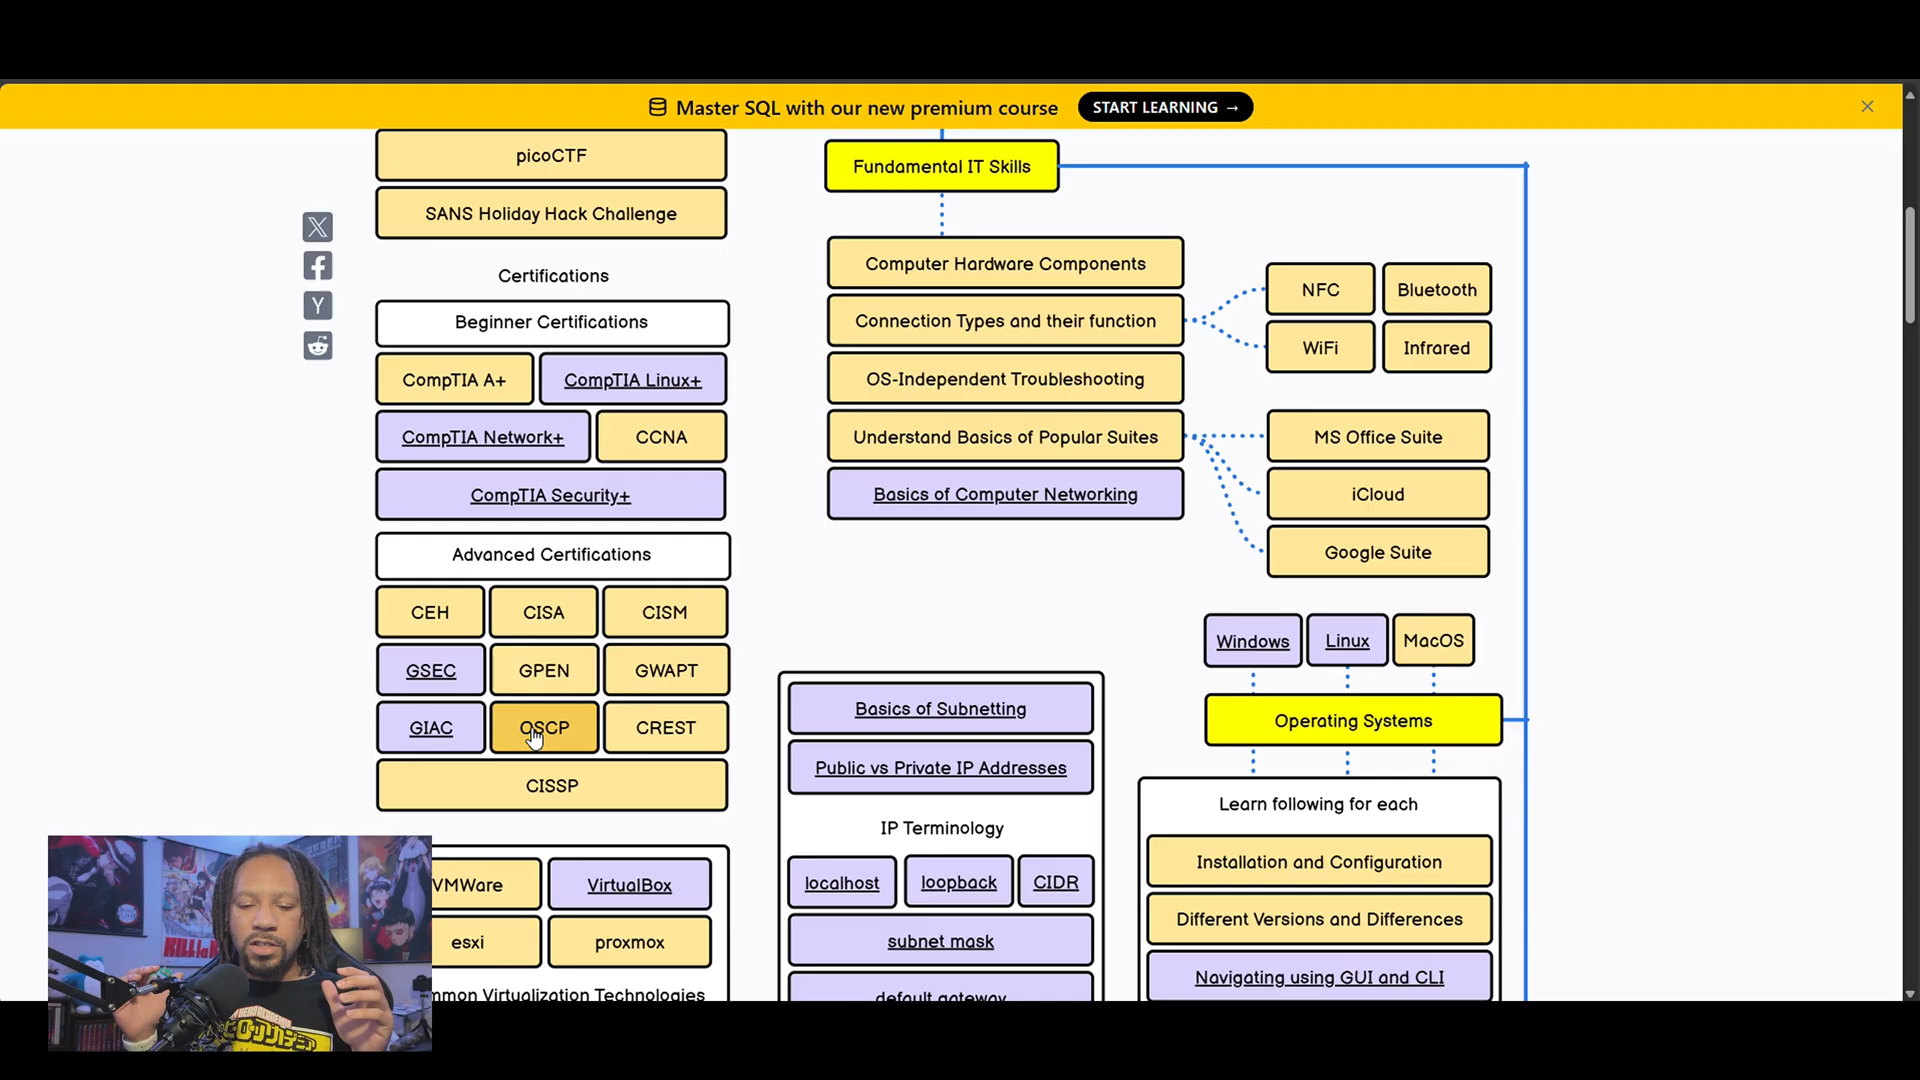 Master SQL with our new premium course
START LEARNING →
picoCTF
SANS Holiday Hack Challenge
Certifications
Beginner Certifications
CompTIA A+
CompTIA Linux+
CompTIA Network+
CCNA
CompTIA Security+
Advanced Certifications
CEH
CISA
CISM
GSEC
GPEN
GWAPT
GIAC
OSCP
CREST
CISSP
VMWare
VirtualBox
esxi
proxmox
mmon Virtualization Technologies
Fundamental IT Skills
Computer Hardware Components
Connection Types and their function
OS-Independent Troubleshooting
Understand Basics of Popular Suites
Basics of Computer Networking
NFC
Bluetooth
WiFi
Infrared
MS Office Suite
iCloud
Google Suite
Basics of Subnetting
Public vs Private IP Addresses
IP Terminology
localhost
loopback
CIDR
subnet mask
default gateway
Windows
Linux
MacOS
Operating Systems
Learn following for each
Installation and Configuration
Different Versions and Differences
Navigating using GUI and CLI